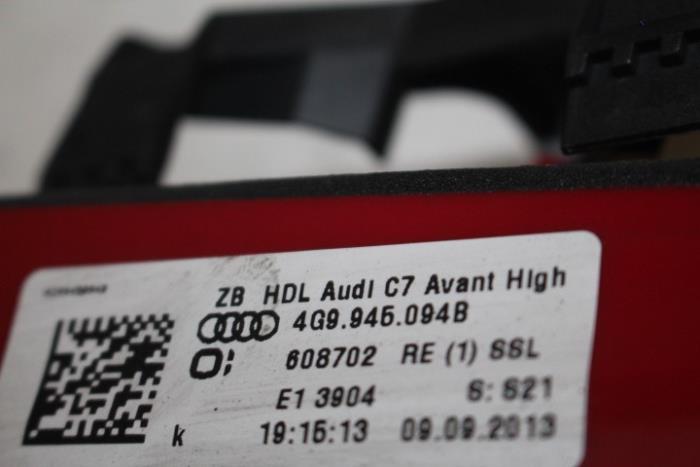 ZB HDL Audi C7 Avant High
4G9.945.094B
608702 RE (1) SSL
E1 3904 S: S21
k 19:15:13 09.09.2013